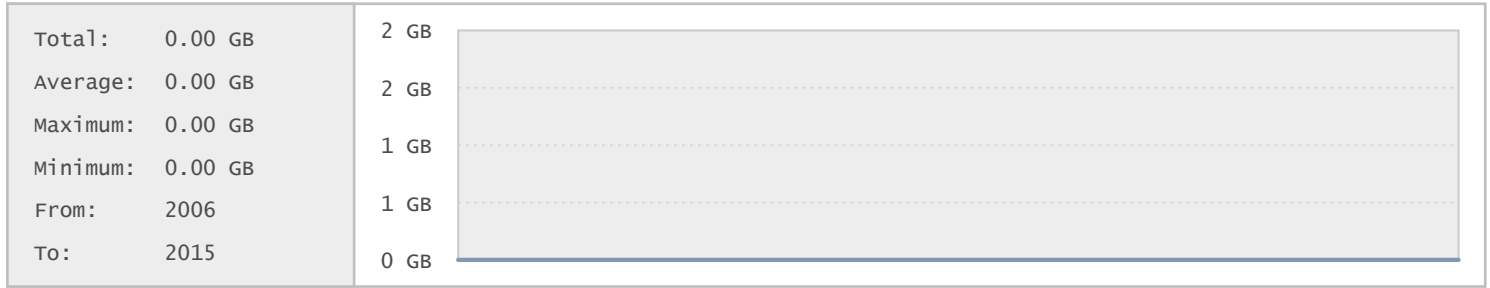 Total: 0.00 GB
Average: 0.00 GB
Maximum: 0.00 GB
Minimum: 0.00 GB
From: 2006
To: 2015
2 GB
2 GB
1 GB
1 GB
0 GB